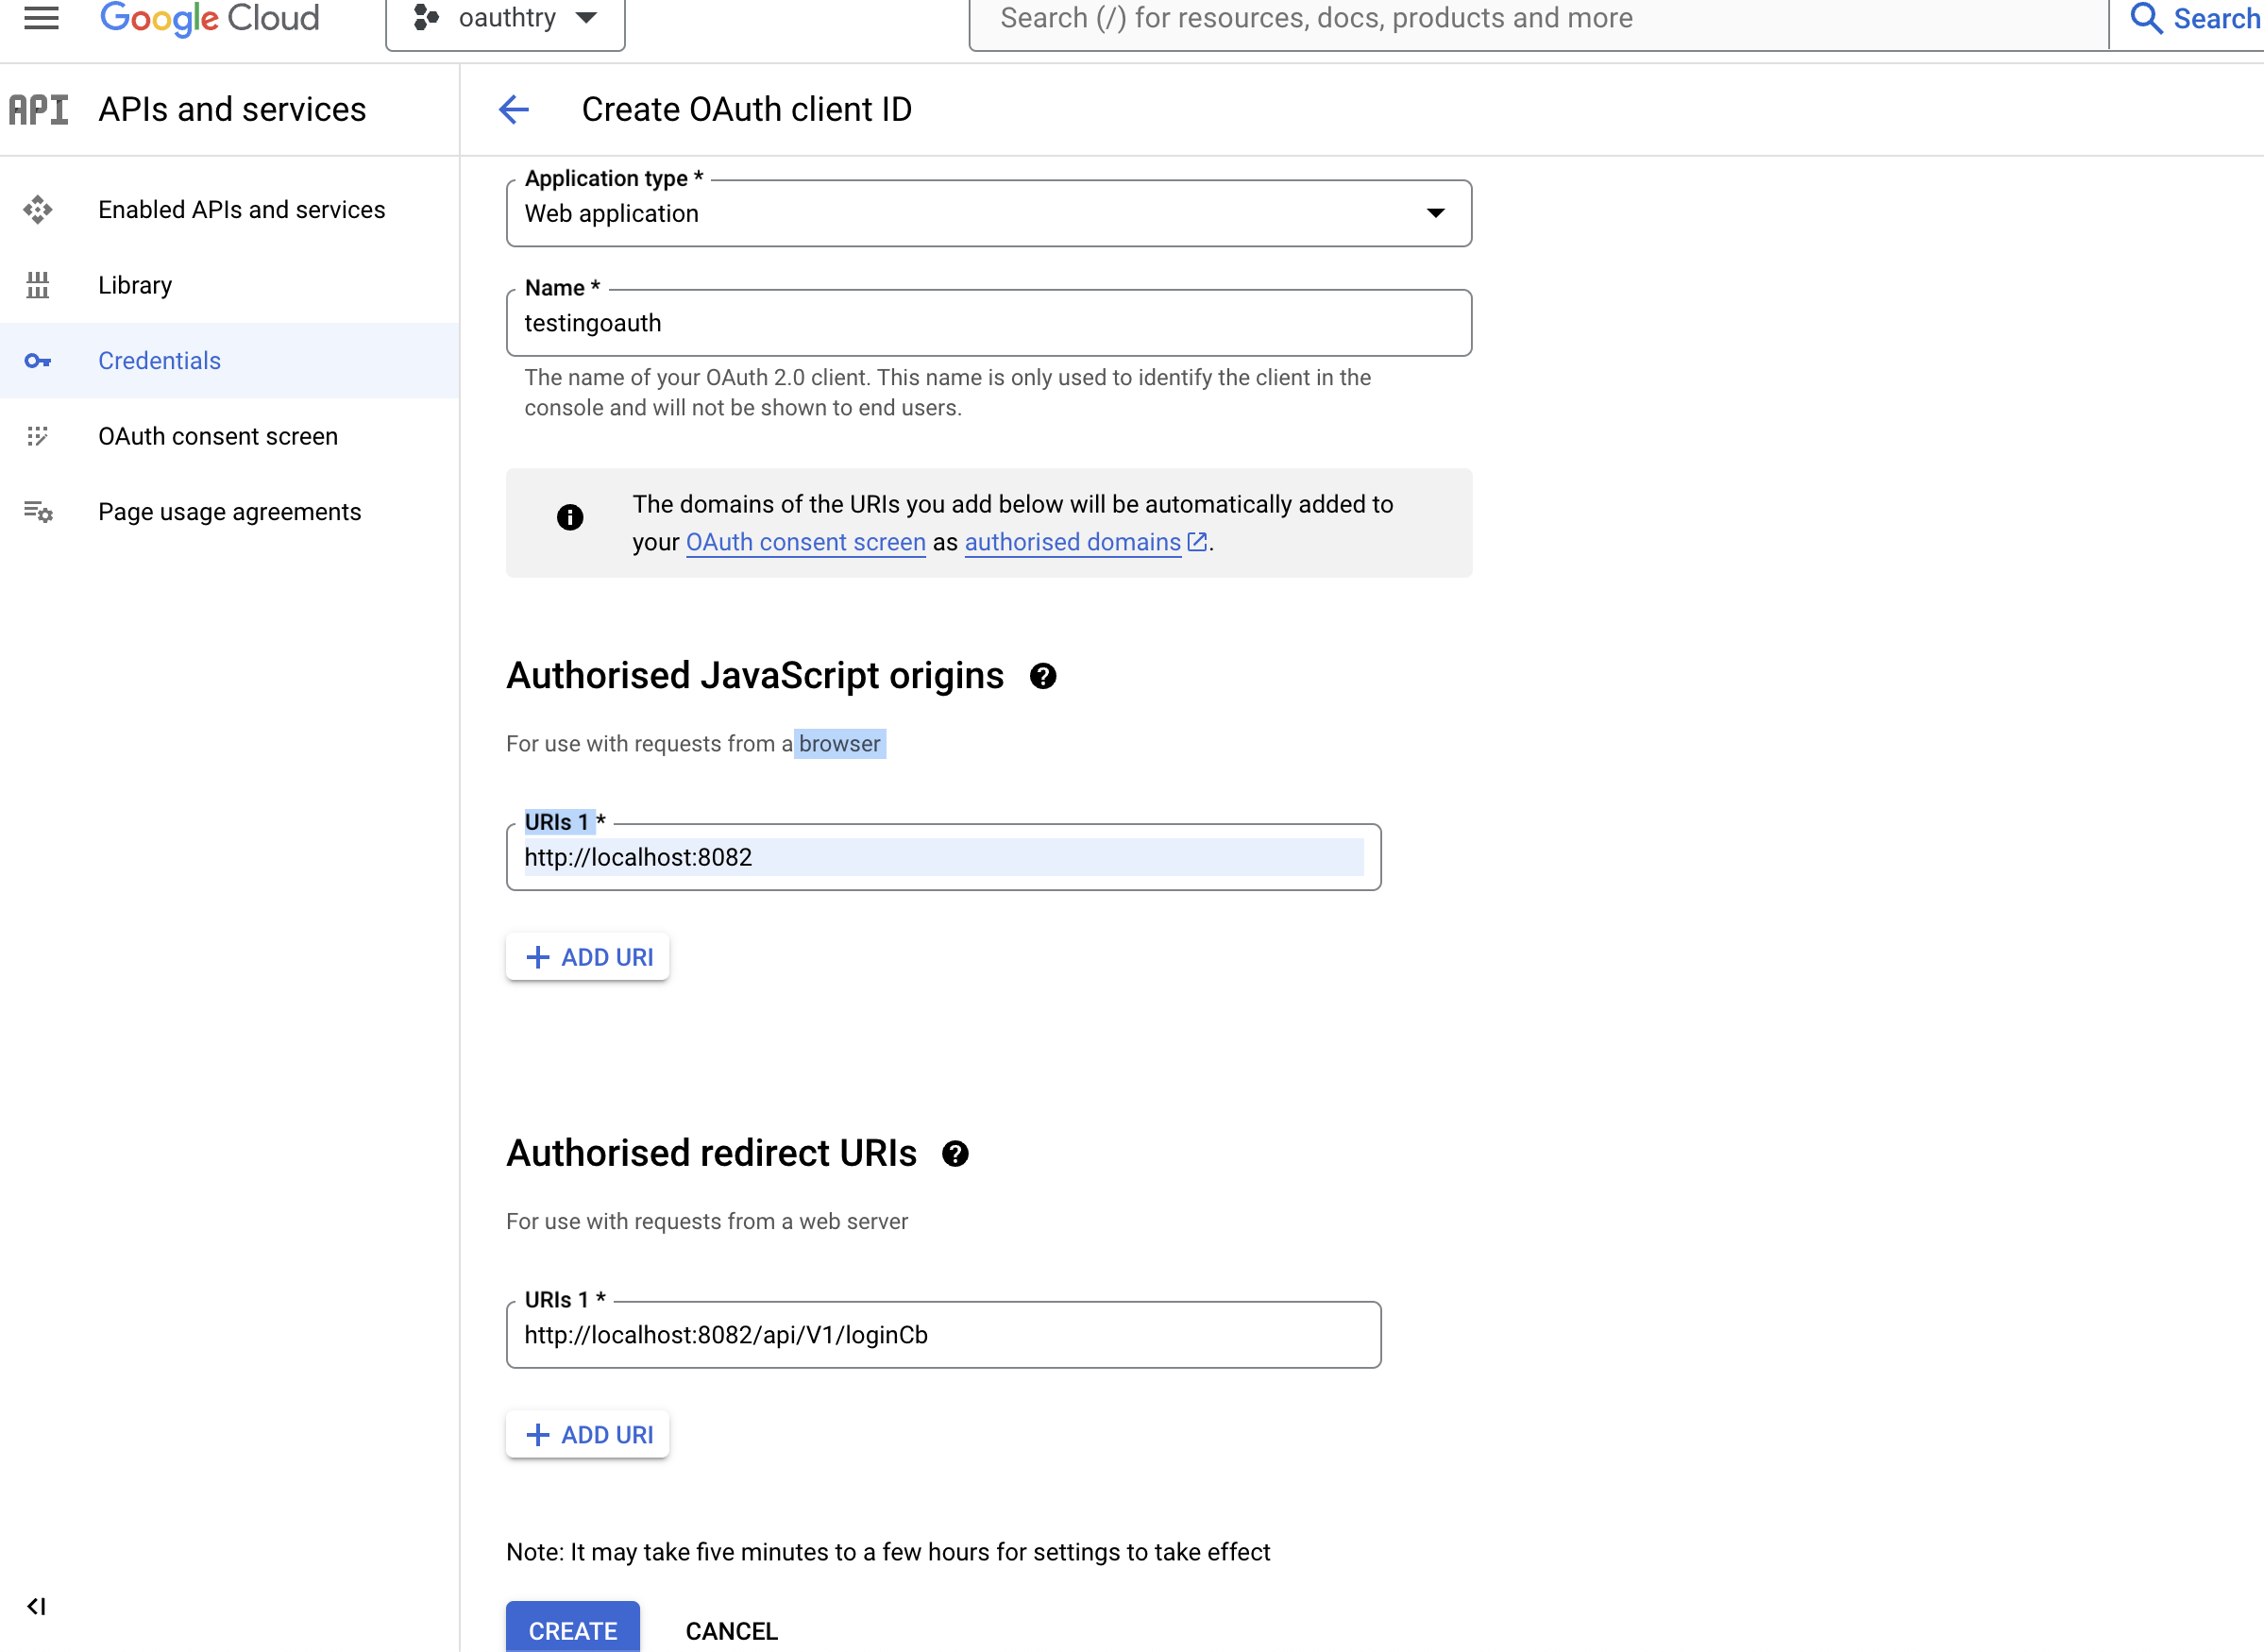 Google Cloud
oauthtry
Search (/) for resources, docs, products and more
Search
API
APIs and services
Create OAuth client ID
Enabled APIs and services
Library
Credentials
OAuth consent screen
Page usage agreements
Application type *
Web application
Name *
testingoauth
The name of your OAuth 2.0 client. This name is only used to identify the client in the
console and will not be shown to end users.
The domains of the URIs you add below will be automatically added to
your OAuth consent screen as authorised domains.
Authorised JavaScript origins
For use with requests from a browser
URIs 1 *
http://localhost:8082
ADD URI
Authorised redirect URIs
For use with requests from a web server
URIs 1 *
http://localhost:8082/api/V1/loginCb
ADD URI
Note: It may take five minutes to a few hours for settings to take effect
CREATE
CANCEL